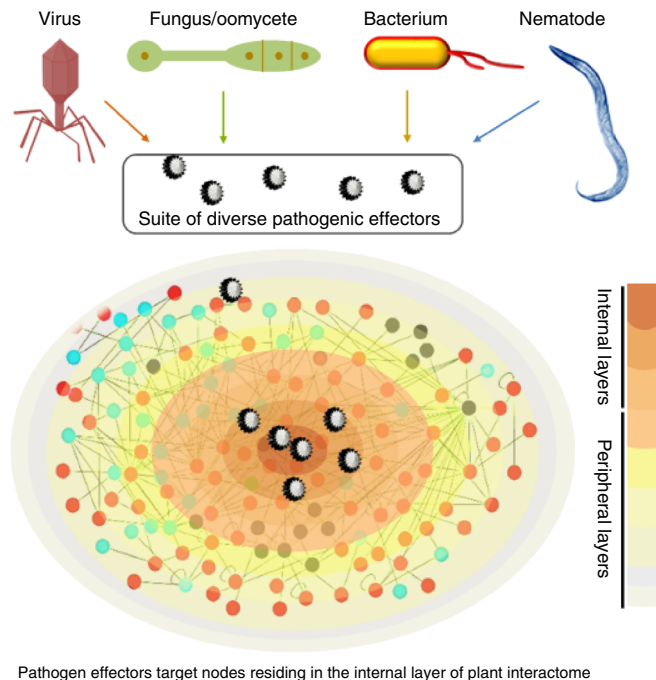 Virus
Fungus/oomycete
Bacterium
Nematode
Suite of diverse pathogenic effectors
Internal layers
Peripheral layers
Pathogen effectors target nodes residing in the internal layer of plant interactome